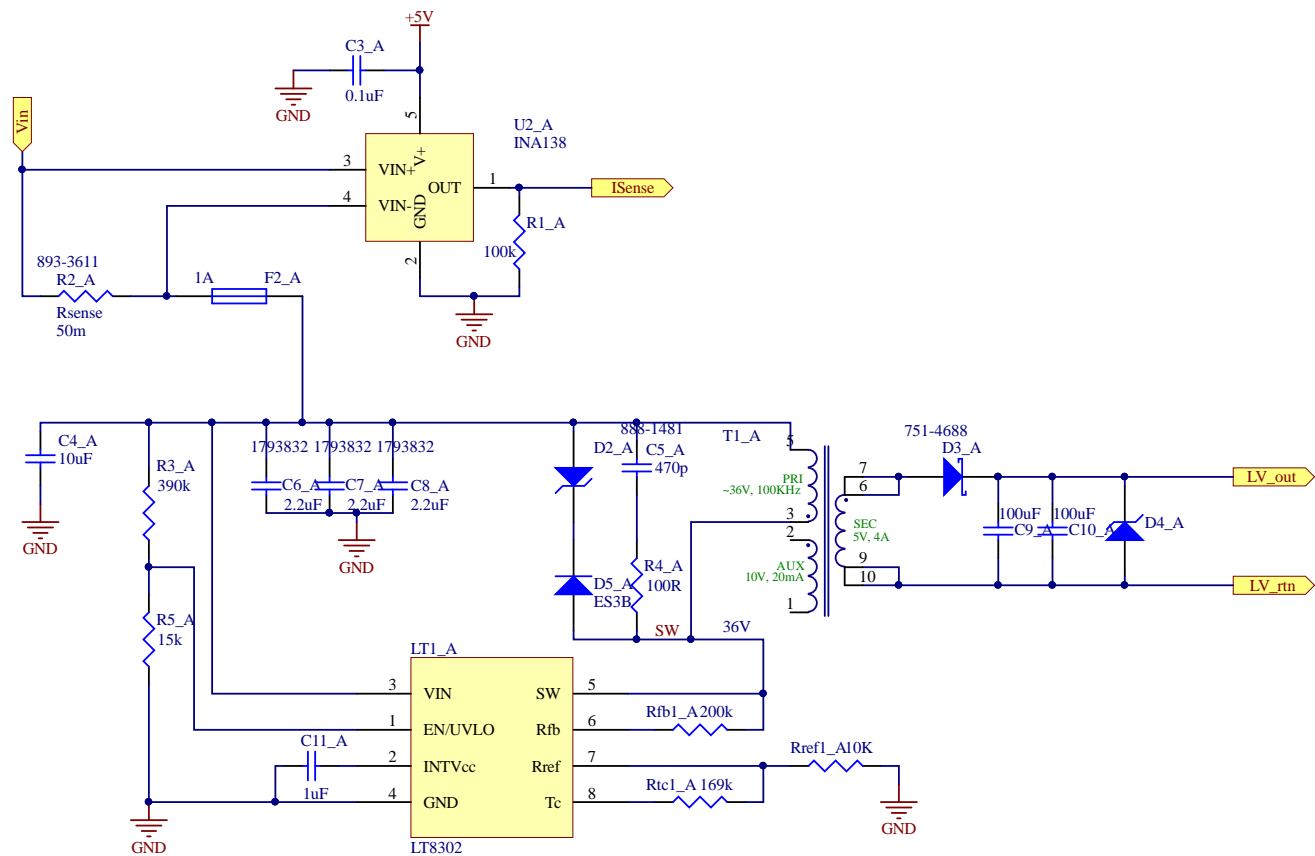 +5V
C3_A
0.1uF
GND
Vin
5
V+
U2_A
INA138
3
VIN+
4
VIN-
OUT
1
GND
2
ISense
R1_A
100k
GND
893-3611
R2_A
Rsense
50m
1A
F2_A
C4_A
10uF
GND
R3_A
390k
R5_A
15k
GND
1793832
1793832
1793832
C6_A
2.2uF
C7_A
2.2uF
C8_A
2.2uF
GND
D2_A
888-1481
C5_A
470p
D5_A
ES3B
R4_A
100R
SW
36V
T1_A
5
PRI
~36V, 100KHz
3
2
AUX
10V, 20mA
1
7
6
SEC
5V, 4A
9
10
751-4688
D3_A
100uF
C9_A
100uF
C10_A
D4_A
LV_out
LV_rtn
LT1_A
3
VIN
1
EN/UVLO
2
INTVcc
4
GND
SW
5
Rfb
6
Rref
7
Tc
8
LT8302
C11_A
1uF
Rfb1_A 200k
Rtc1_A 169k
Rref1_A 10K
GND